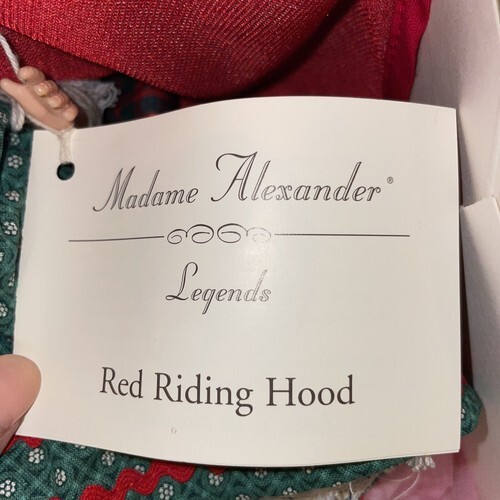 Madame Alexander®
Legends
Red Riding Hood